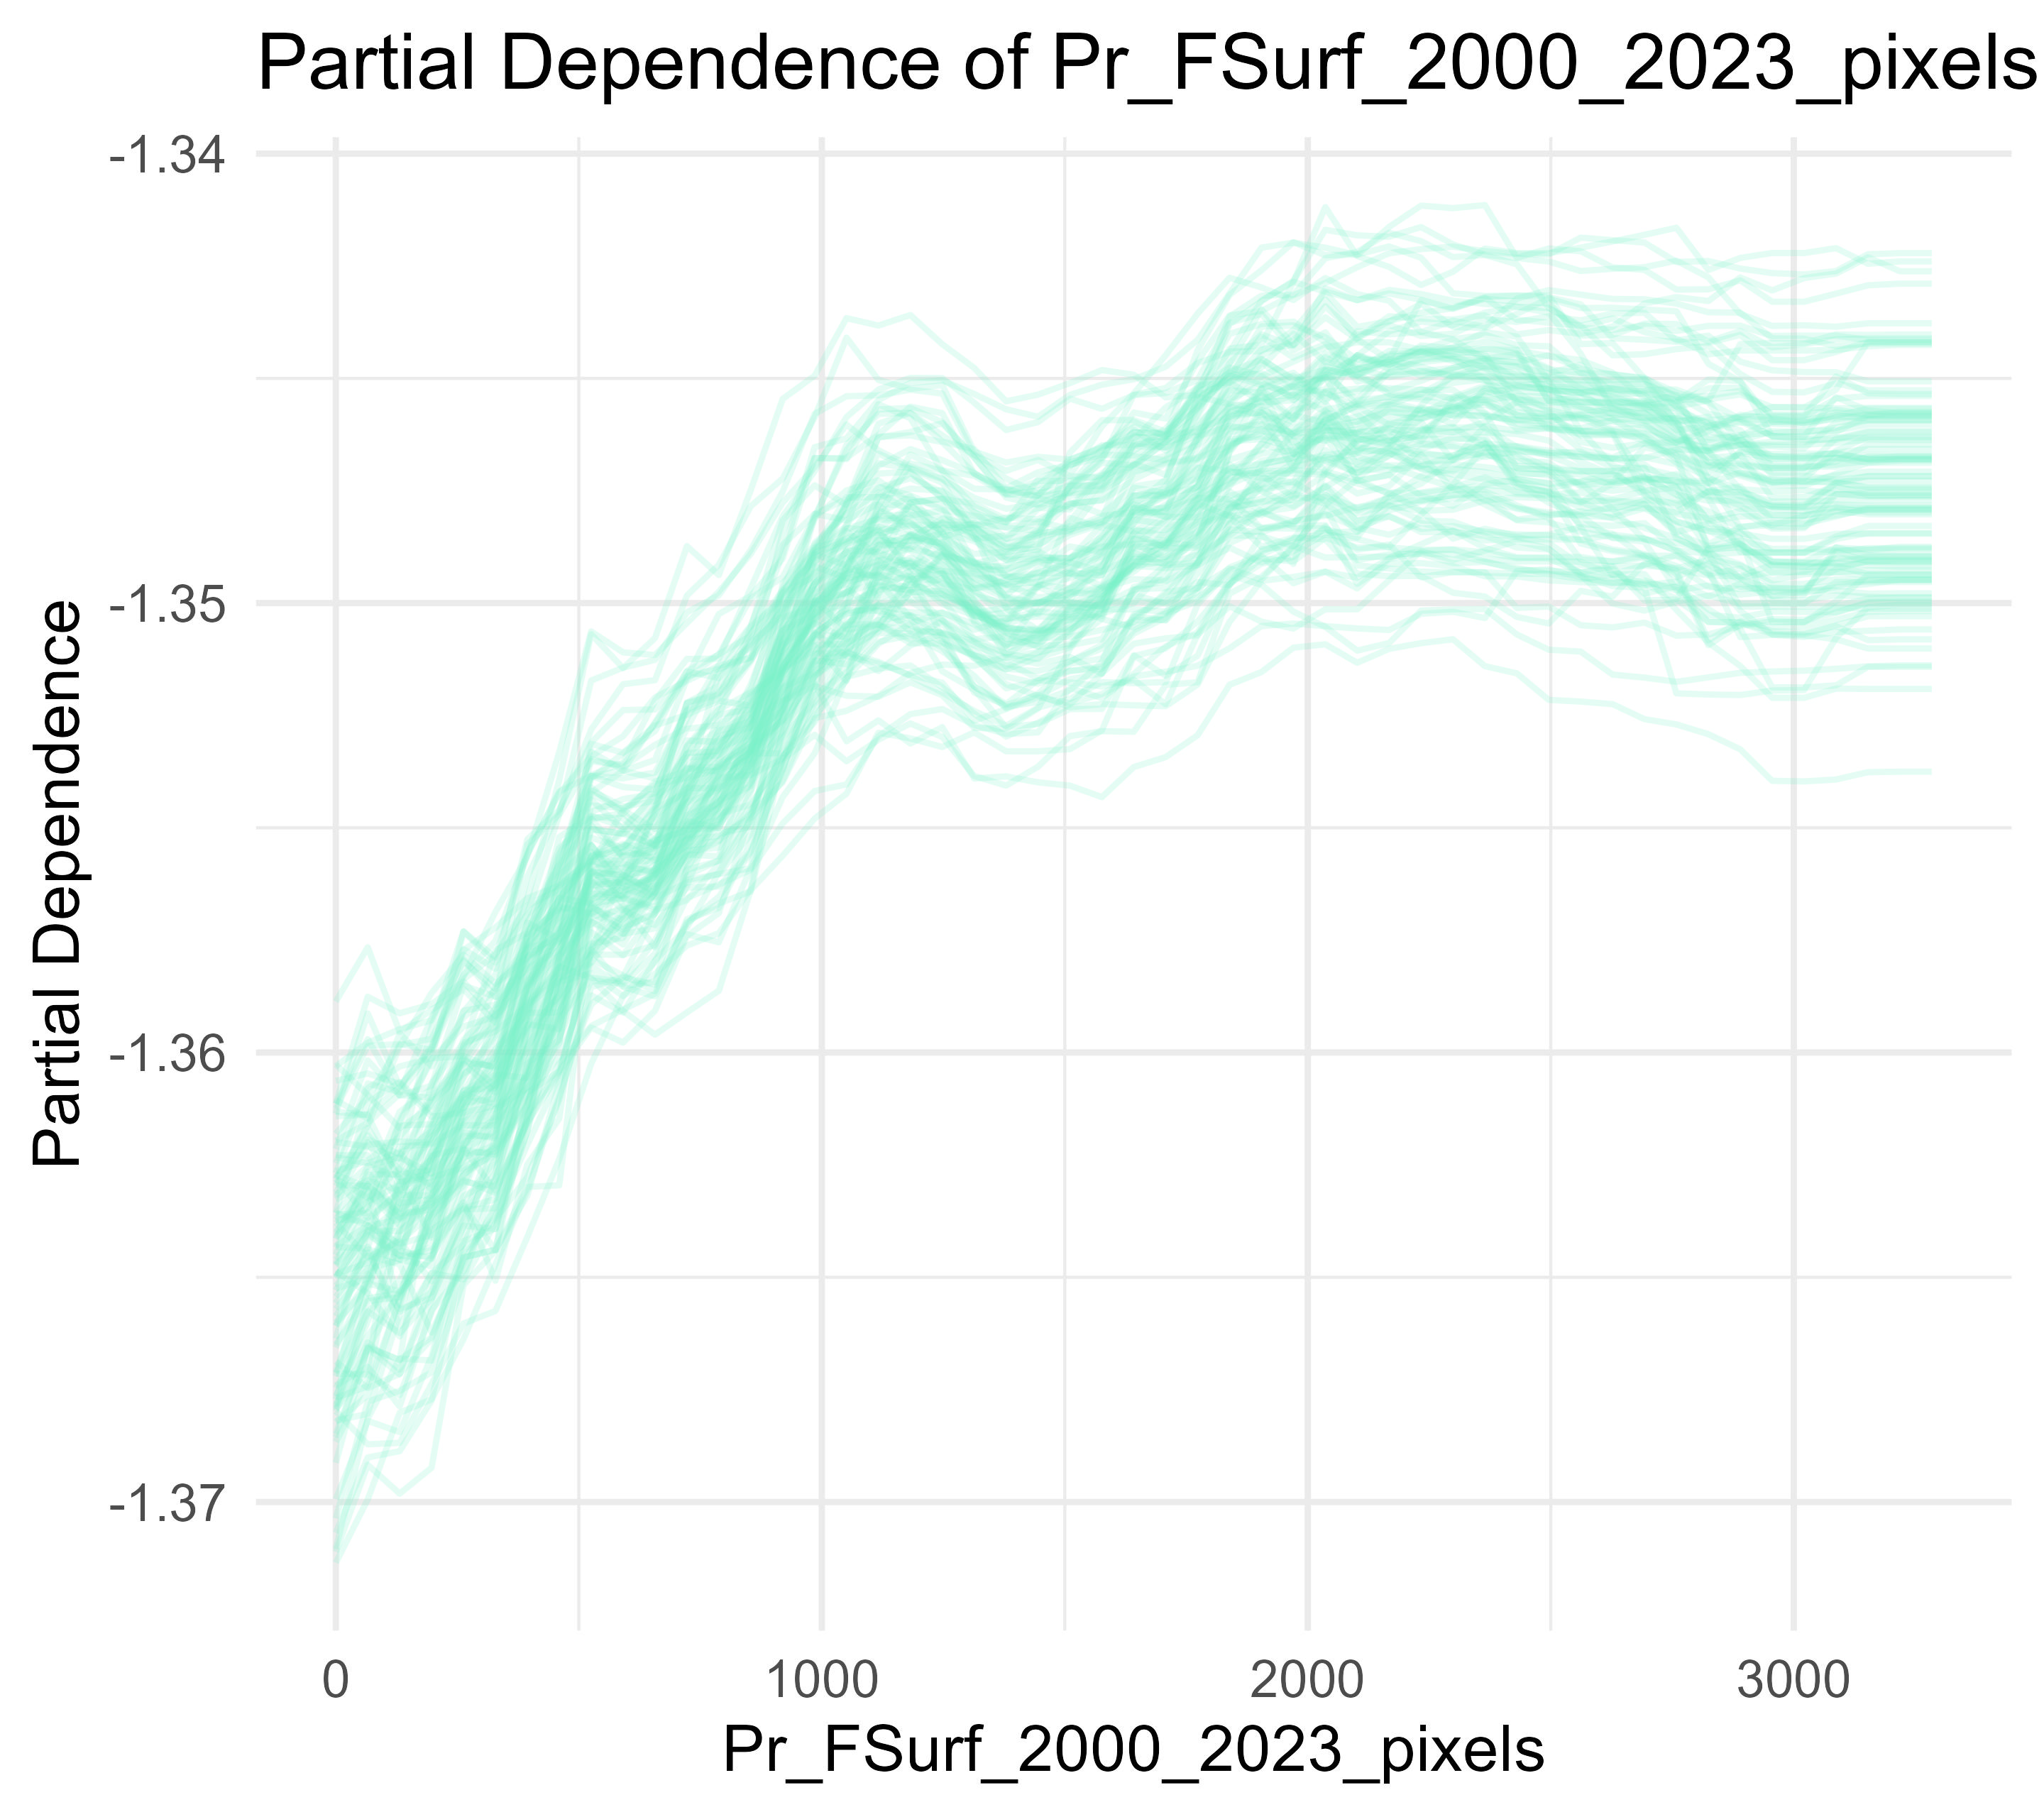 Partial Dependence of Pr_FSurf_2000_2023_pixels
-1.34
-1.35
-1.36
-1.37
Partial Dependence
0 1000 2000 3000
Pr_FSurf_2000_2023_pixels